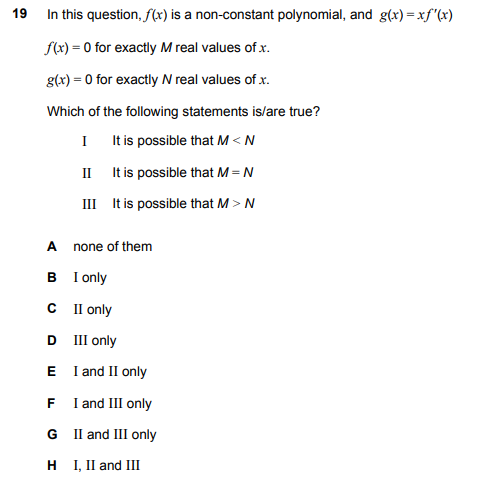 19 In this question, f(x) is a non-constant polynomial, and g(x) = xf'(x)
f(x) = 0 for exactly M real values of x.
g(x) = 0 for exactly N real values of x.
Which of the following statements is/are true?
I It is possible that M < N
II It is possible that M = N
III It is possible that M > N
A none of them
B I only
C II only
D III only
E I and II only
F I and III only
G II and III only
H I, II and III